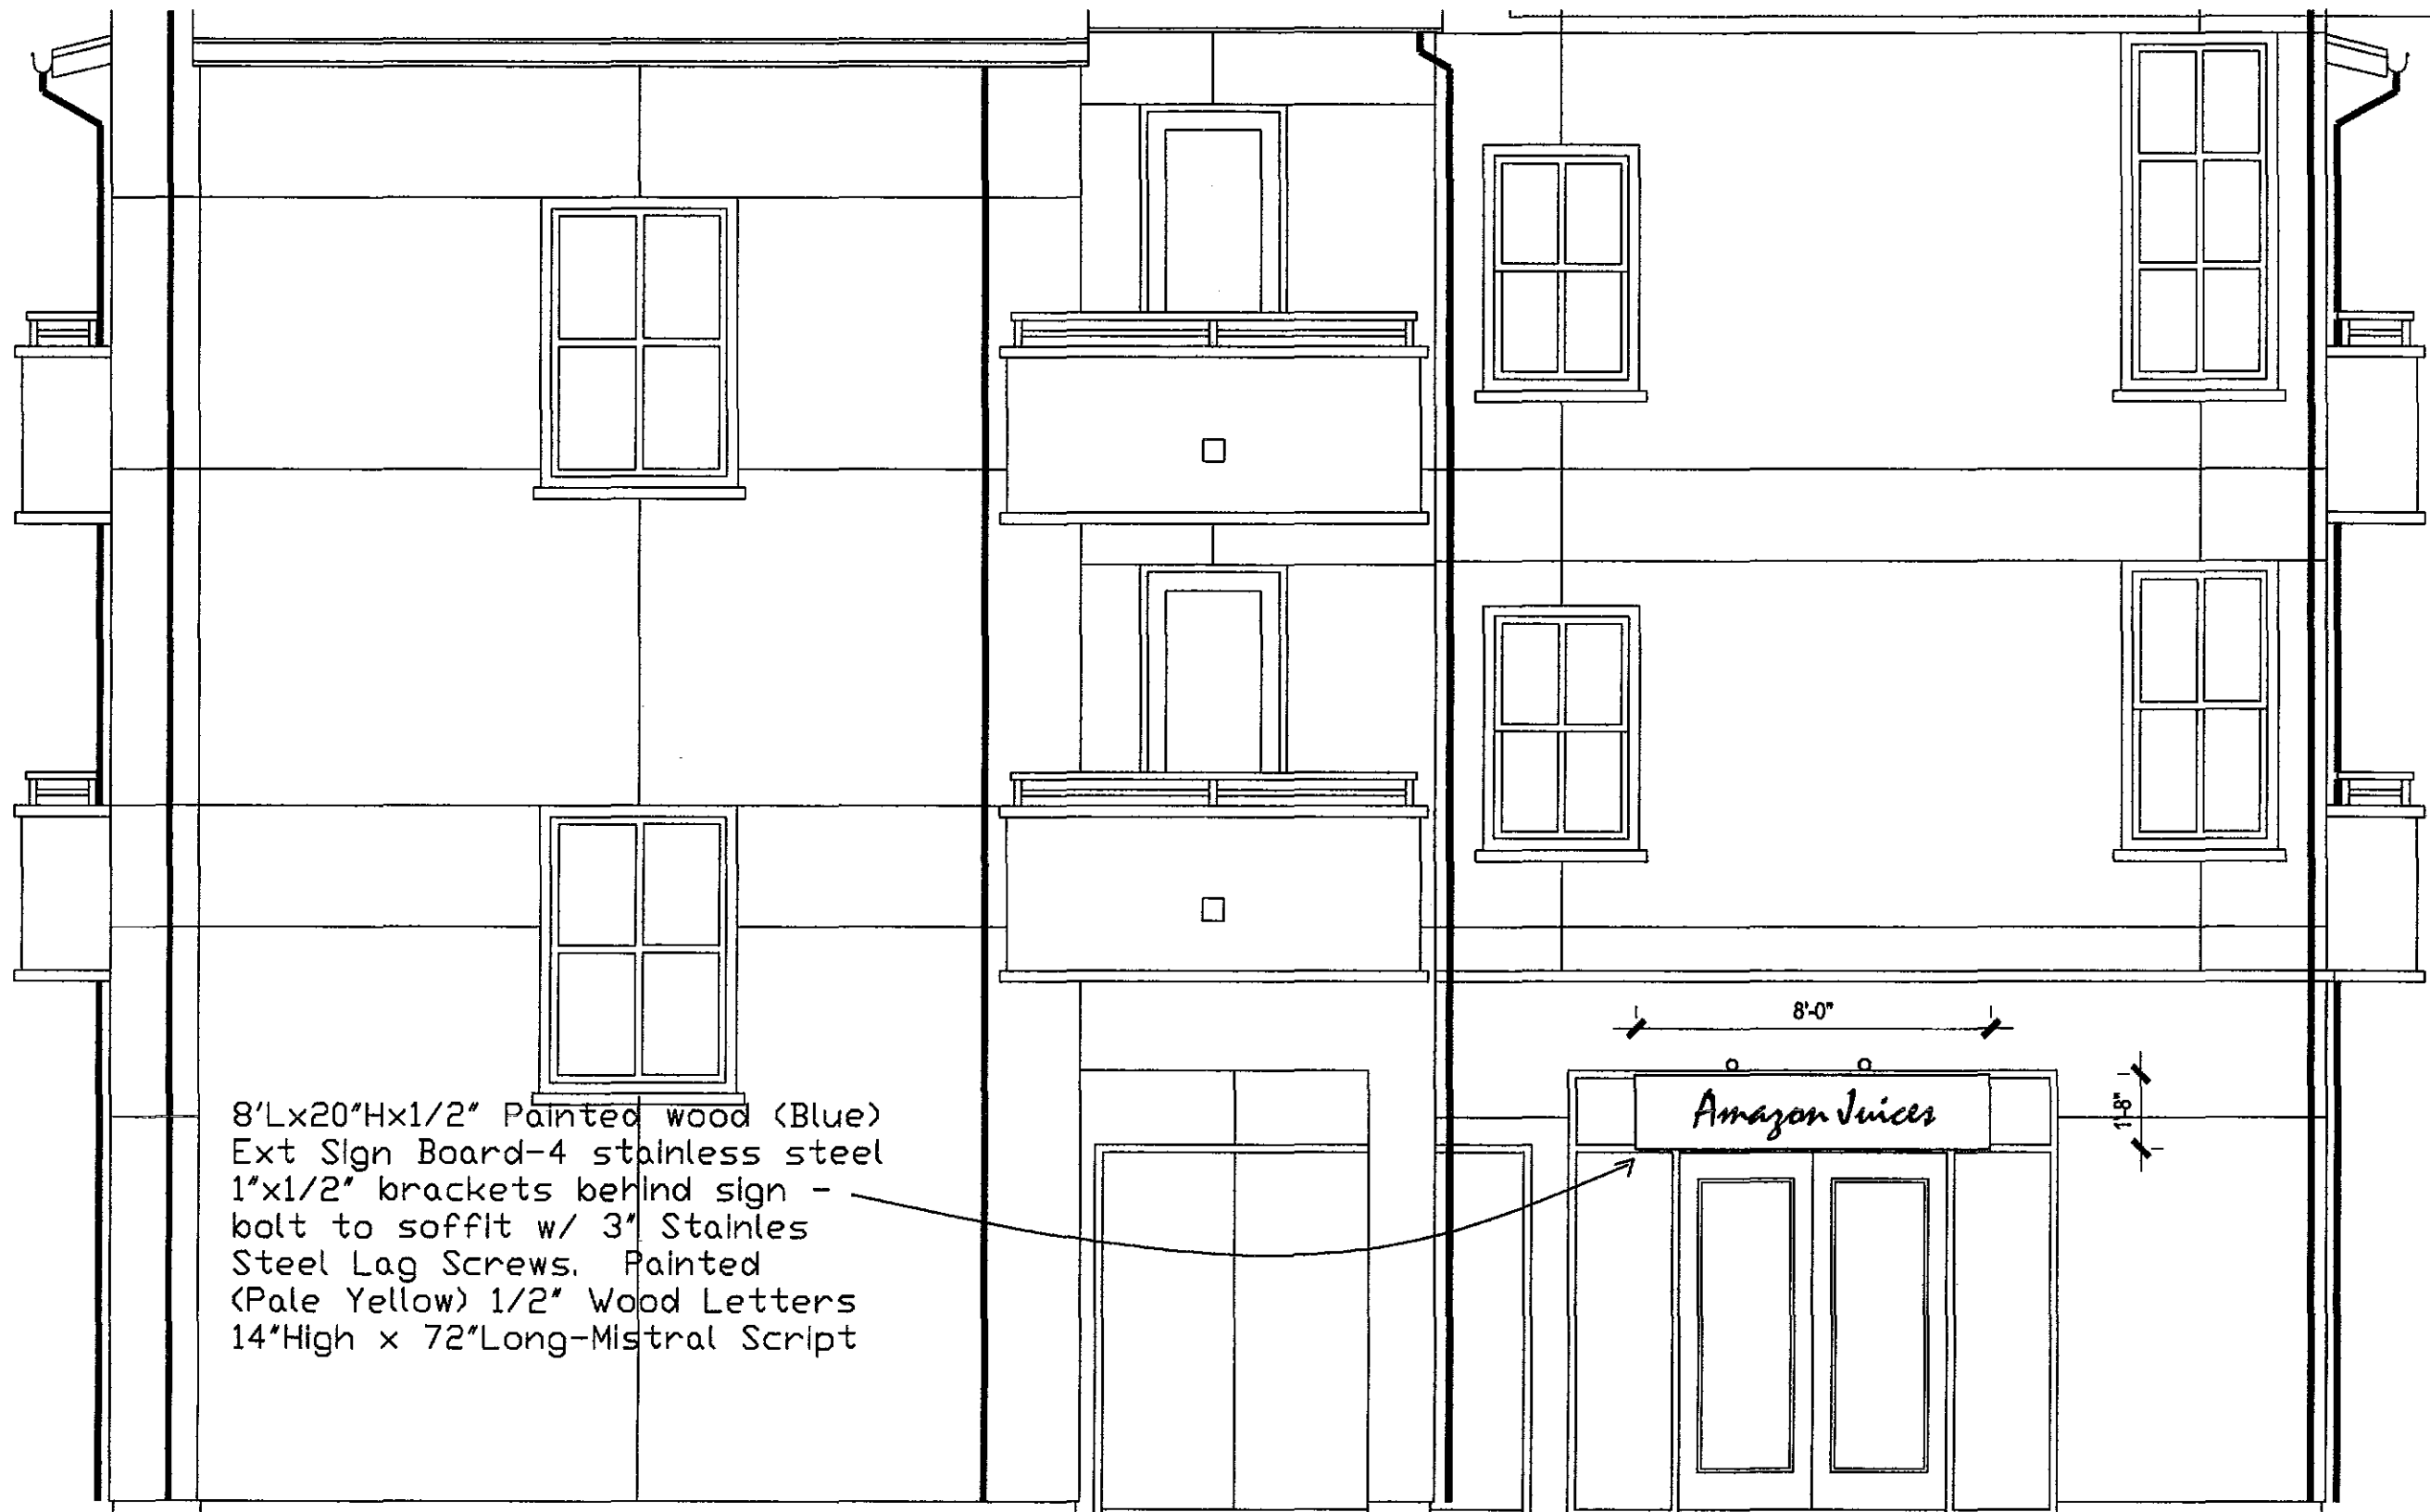 8'-0"
Amazon Juices
1'-8"
8'Lx20"Hx1/2" Painted wood (Blue)
Ext Sign Board-4 stainless steel
1"x1/2" brackets behind sign -
bolt to soffit w/ 3" Stainles
Steel Lag Screws. Painted
(Pale Yellow) 1/2" Wood Letters
14"High x 72"Long-Mistral Script